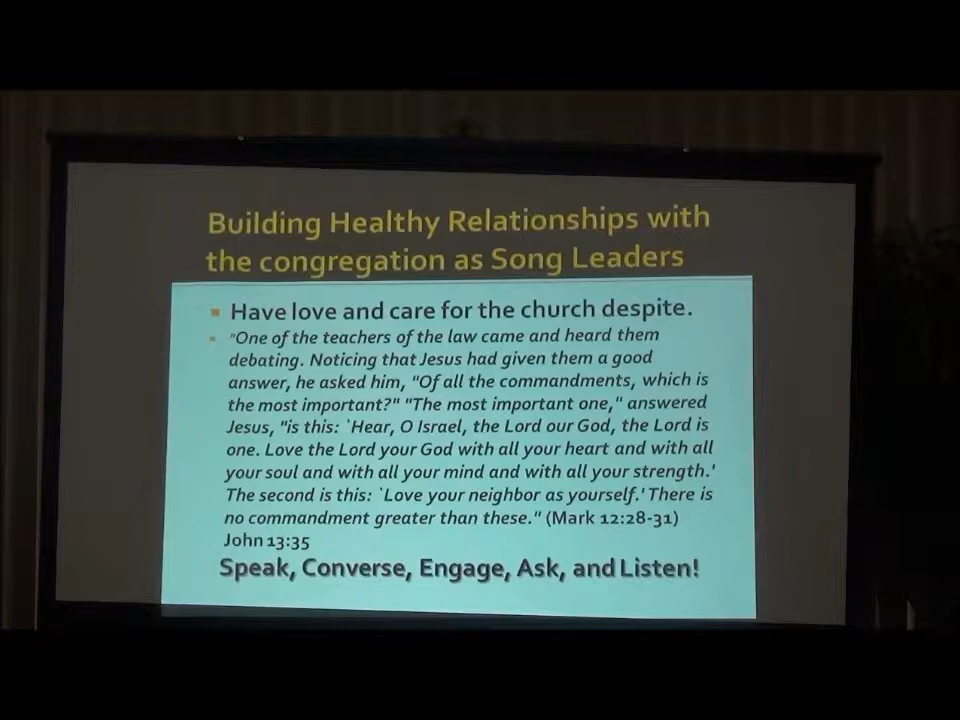 Building Healthy Relationships with
the congregation as Song Leaders
Have love and care for the church despite.
"One of the teachers of the law came and heard them
debating. Noticing that Jesus had given them a good
answer, he asked him, "Of all the commandments, which is
the most important?" "The most important one," answered
Jesus, "is this: `Hear, O Israel, the Lord our God, the Lord is
one. Love the Lord your God with all your heart and with all
your soul and with all your mind and with all your strength.'
The second is this: `Love your neighbor as yourself.' There is
no commandment greater than these." (Mark 12:28-31)
John 13:35
Speak, Converse, Engage, Ask, and Listen!